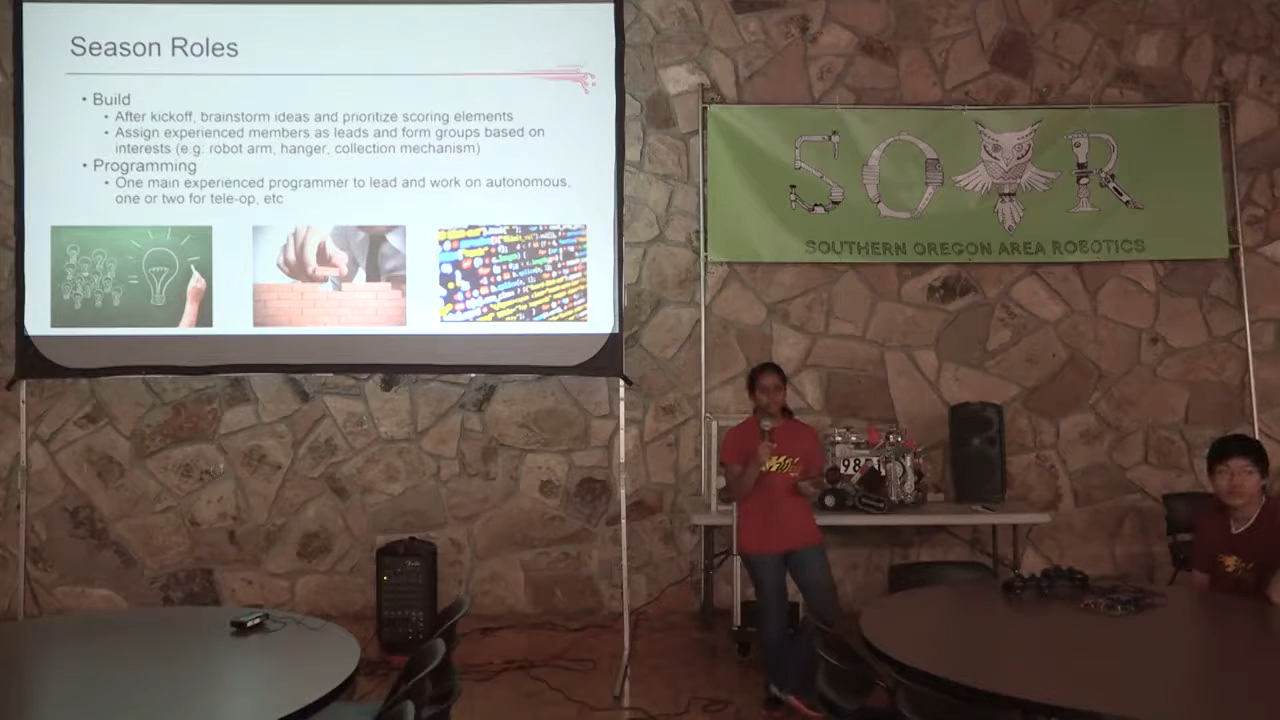 Season Roles
• Build
• After kickoff, brainstorm ideas and prioritize scoring elements
• Assign experienced members as leads and form groups based on
interests (e.g: robot arm, hanger, collection mechanism)
• Programming
• One main experienced programmer to lead and work on autonomous,
one or two for tele-op, etc
SOAR
SOUTHERN OREGON AREA ROBOTICS